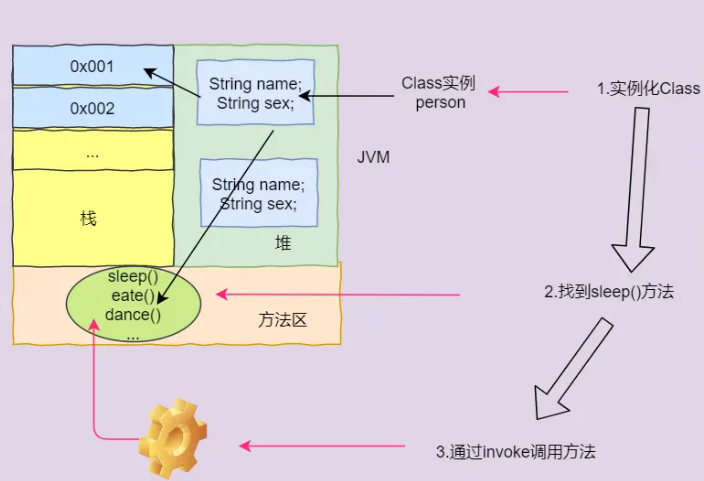 0x001
0x002
...
栈
String name;
String sex;
String name;
String sex;
堆
JVM
Class实例
person
1.实例化Class
sleep()
eate()
dance()
...
方法区
2.找到sleep()方法
3.通过invoke调用方法